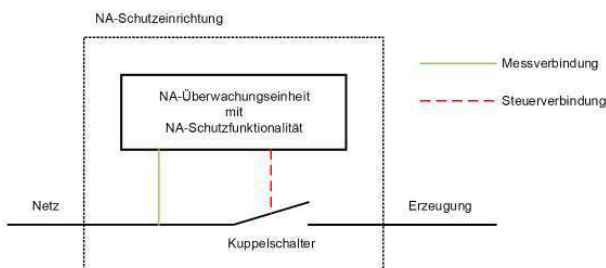 NA-Schutzeinrichtung
NA-Überwachungseinheit
mit
NA-Schutzfunktionalität
Messverbindung
Steuerverbindung
Netz
Erzeugung
Kuppelschalter